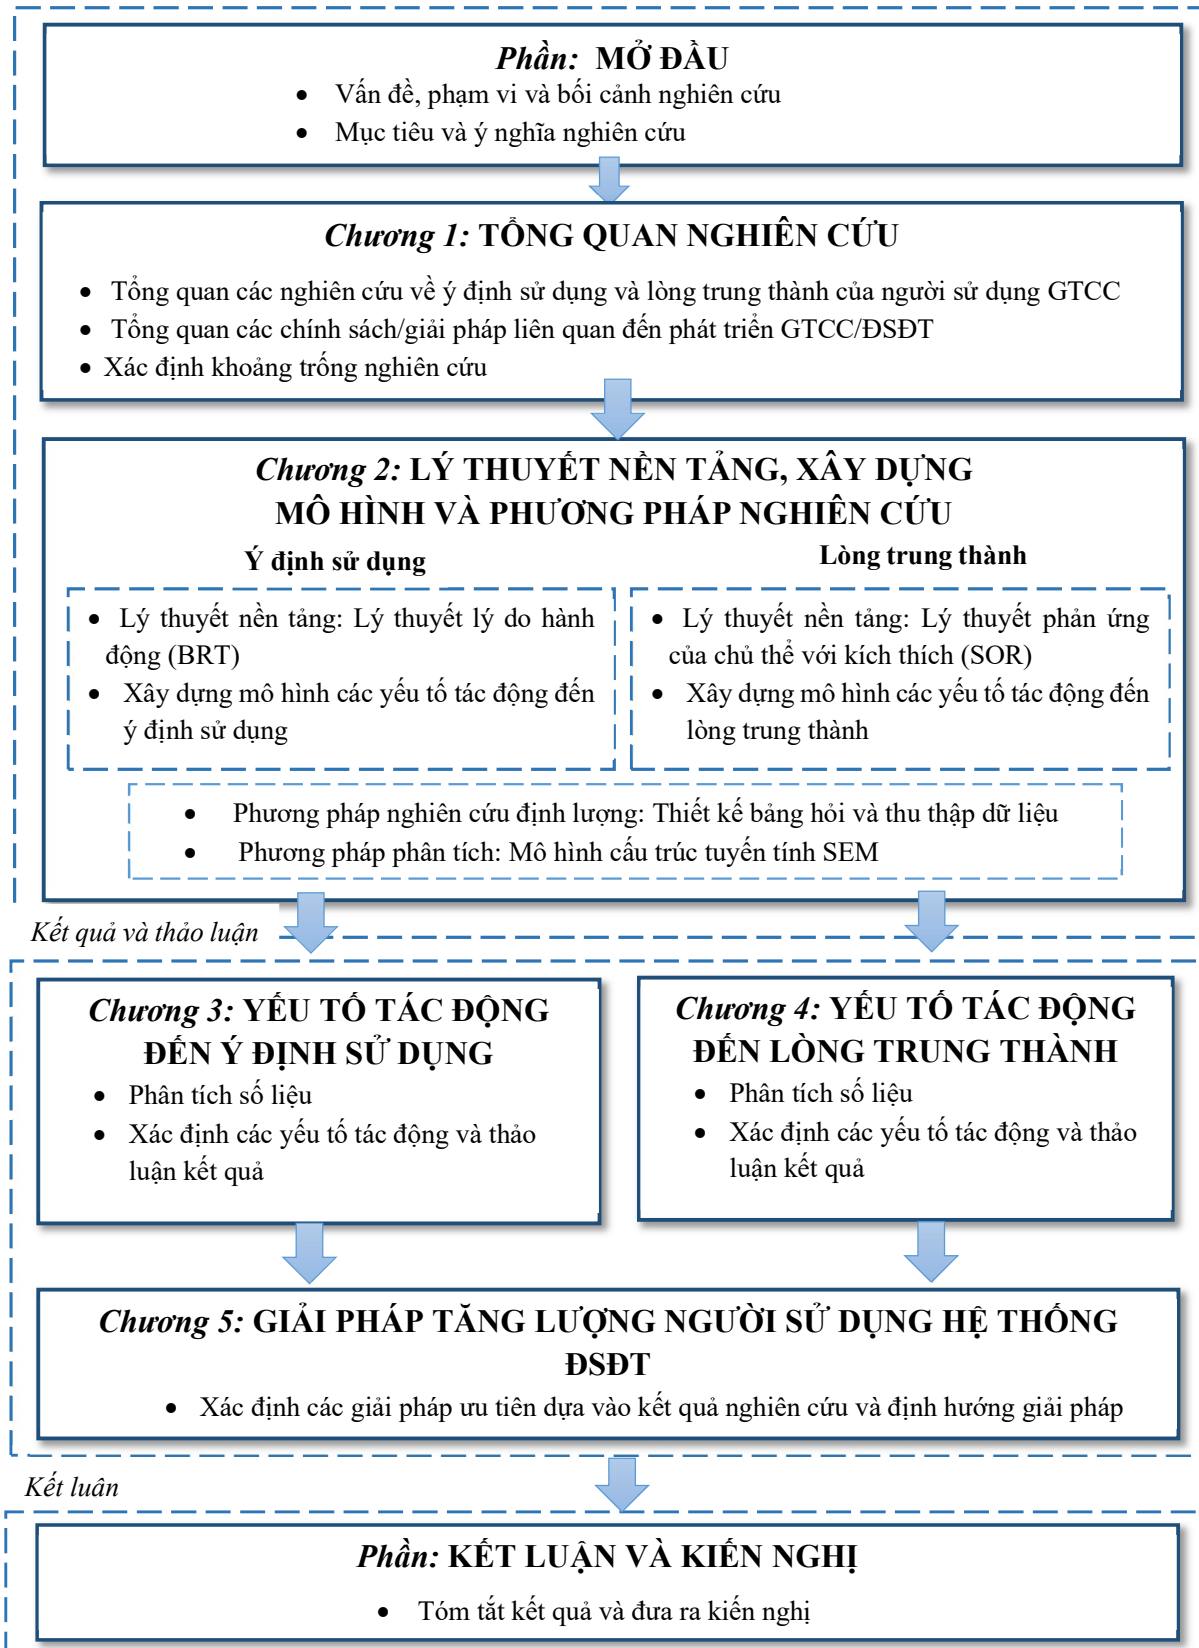 Phần: MỞ ĐẦU
• Vấn đề, phạm vi và bối cảnh nghiên cứu
• Mục tiêu và ý nghĩa nghiên cứu
Chương 1: TỔNG QUAN NGHIÊN CỨU
• Tổng quan các nghiên cứu về ý định sử dụng và lòng trung thành của người sử dụng GTCC
• Tổng quan các chính sách/giải pháp liên quan đến phát triển GTCC/ĐSĐT
• Xác định khoảng trống nghiên cứu
Chương 2: LÝ THUYẾT NỀN TẢNG, XÂY DỰNG
MÔ HÌNH VÀ PHƯƠNG PHÁP NGHIÊN CỨU
Ý định sử dụng
• Lý thuyết nền tảng: Lý thuyết lý do hành
động (BRT)
• Xây dựng mô hình các yếu tố tác động đến
ý định sử dụng
Lòng trung thành
• Lý thuyết nền tảng: Lý thuyết phản ứng
của chủ thể với kích thích (SOR)
• Xây dựng mô hình các yếu tố tác động đến
lòng trung thành
• Phương pháp nghiên cứu định lượng: Thiết kế bảng hỏi và thu thập dữ liệu
• Phương pháp phân tích: Mô hình cấu trúc tuyến tính SEM
Kết quả và thảo luận
Chương 3: YẾU TỐ TÁC ĐỘNG
ĐẾN Ý ĐỊNH SỬ DỤNG
• Phân tích số liệu
• Xác định các yếu tố tác động và thảo
luận kết quả
Chương 4: YẾU TỐ TÁC ĐỘNG
ĐẾN LÒNG TRUNG THÀNH
• Phân tích số liệu
• Xác định các yếu tố tác động và thảo
luận kết quả
Chương 5: GIẢI PHÁP TĂNG LƯỢNG NGƯỜI SỬ DỤNG HỆ THỐNG
ĐSĐT
• Xác định các giải pháp ưu tiên dựa vào kết quả nghiên cứu và định hướng giải pháp
Kết luân
Phần: KẾT LUẬN VÀ KIẾN NGHỊ
• Tóm tắt kết quả và đưa ra kiến nghị